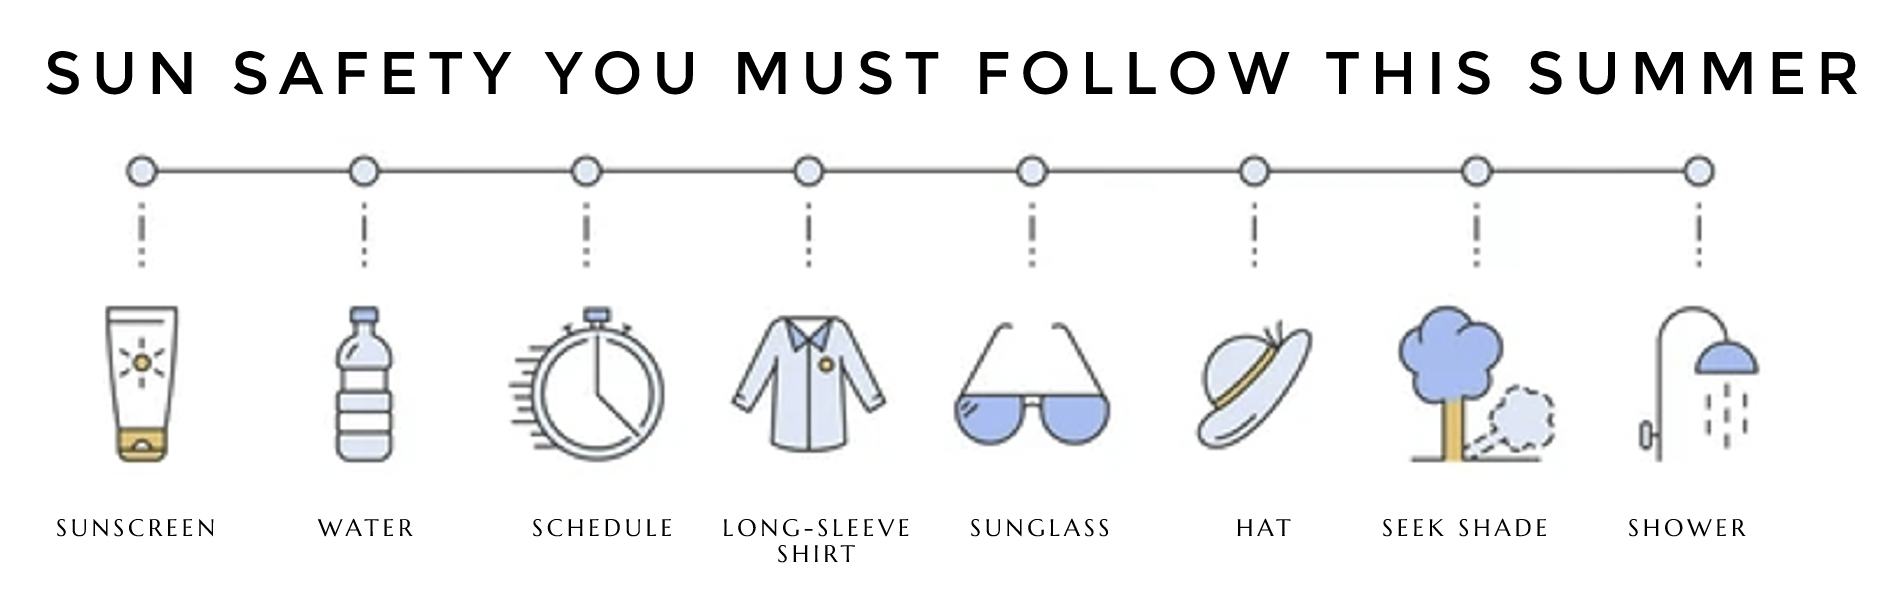 SUN SAFETY YOU MUST FOLLOW THIS SUMMER
SUNSCREEN
WATER
SCHEDULE
LONG-SLEEVE
SHIRT
SUNGLASS
HAT
SEEK SHADE
SHOWER